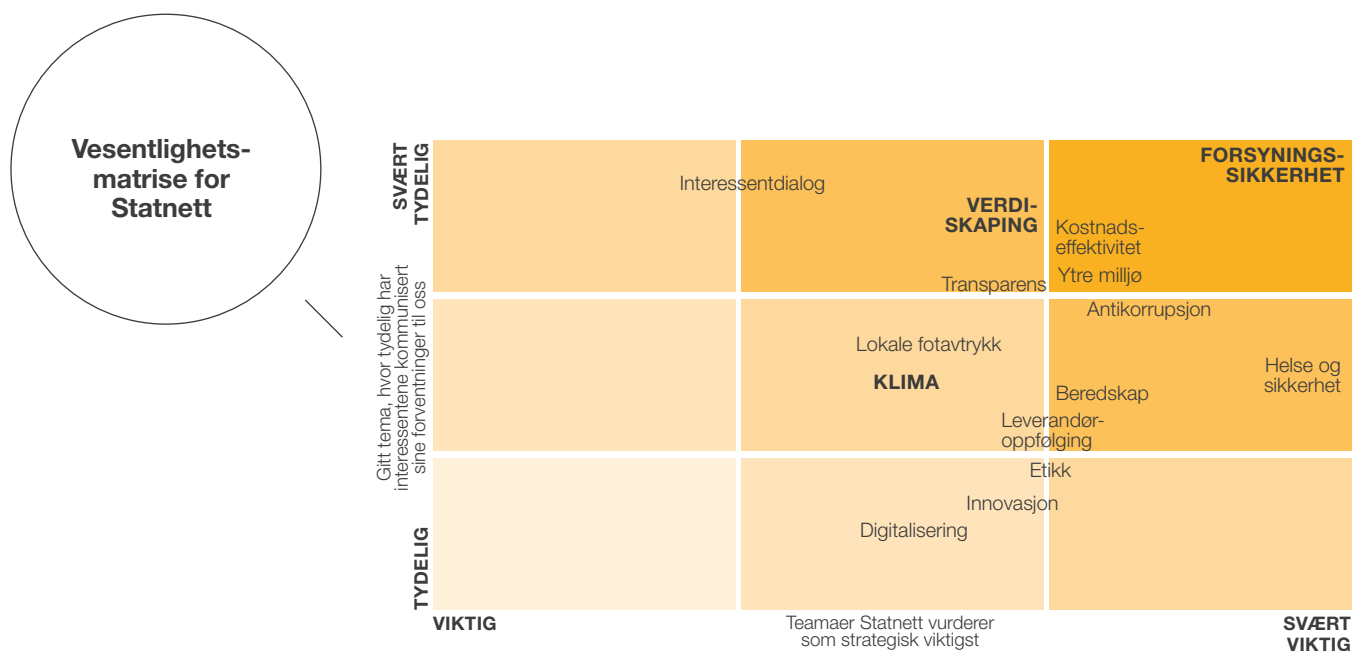 Vesentlighets-
matrise for
Statnett
SVÆRT
TYDELIG
Gitt tema, hvor tydelig har
interessentene kommunisert
sine forventninger til oss
TYDELIG
Interessentdialog
VERDI-
SKAPING
FORSYNINGS-
SIKKERHET
Kostnads-
effektivitet
Ytre milljø
Transparens
Antikorrupsjon
Lokale fotavtrykk
KLIMA
Helse og
sikkerhet
Beredskap
Leverandør-
oppfølging
Etikk
Innovasjon
Digitalisering
VIKTIG
Teamaer Statnett vurderer
som strategisk viktigst
SVÆRT
VIKTIG